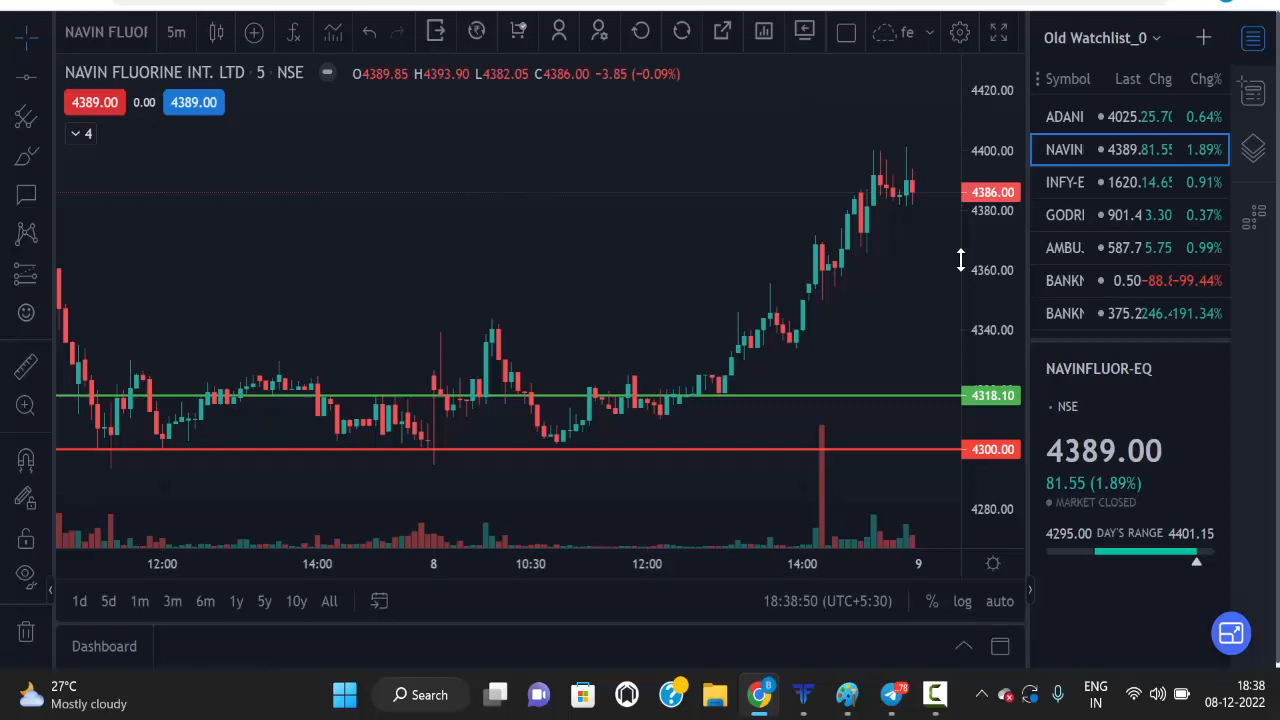 NAVIN FLUOF 5m fe
Old Watchlist_0
NAVIN FLUORINE INT. LTD · 5 · NSE O4389.85 H4393.90 L4382.05 C4386.00 −3.85 (−0.09%)
4389.00 0.00 4389.00
4
Symbol Last Chg Chg%
ADANI 4025. 25.70 0.64%
NAVIN 4389. 81.55 1.89%
INFY-E 1620. 14.65 0.91%
GODRI 901.4 3.30 0.37%
AMBU. 587.7 5.75 0.99%
BANKN 0.50 −88.8 −99.44%
BANKN 375.2 246.4 191.34%
4420.00
4400.00
4386.00
4380.00
4360.00
4340.00
4318.10
4300.00
4280.00
12:00 14:00 8 10:30 12:00 14:00 9
NAVINFLUOR-EQ
NSE
4389.00
81.55 (1.89%)
MARKET CLOSED
4295.00 DAY'S RANGE 4401.15
1d 5d 1m 3m 6m 1y 5y 10y All 18:38:50 (UTC+5:30) % log auto
Dashboard
27°C
Mostly cloudy
Search
78
ENG
IN
18:38
08-12-2022